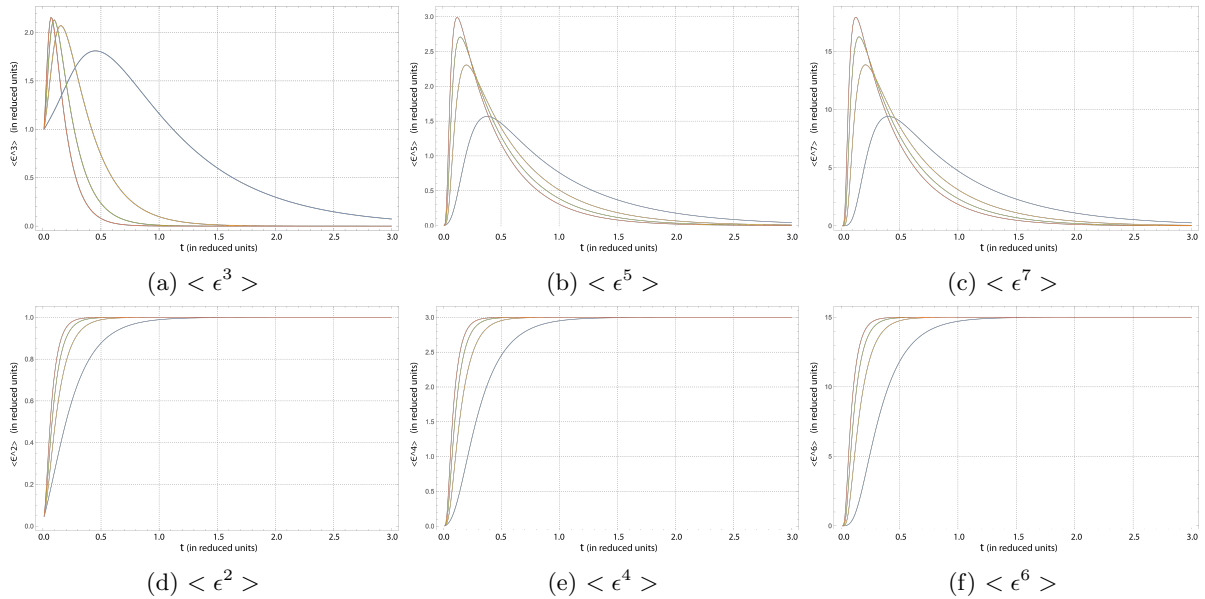 2.0
1.5
1.0
0.5
0.0
<ϵ^3> (in reduced units)
0.0 0.5 1.0 1.5 2.0 2.5 3.0
t (in reduced units)
(a) < ϵ³ >
3.0
2.5
2.0
1.5
1.0
0.5
0.0
<ϵ^5> (in reduced units)
0.0 0.5 1.0 1.5 2.0 2.5 3.0
t (in reduced units)
(b) < ϵ⁵ >
15
10
5
0
<ϵ^7> (in reduced units)
0.0 0.5 1.0 1.5 2.0 2.5 3.0
t (in reduced units)
(c) < ϵ⁷ >
1.0
0.8
0.6
0.4
0.2
0.0
<ϵ^2> (in reduced units)
0.0 0.5 1.0 1.5 2.0 2.5 3.0
t (in reduced units)
(d) < ϵ² >
3.0
2.5
2.0
1.5
1.0
0.5
0.0
<ϵ^4> (in reduced units)
0.0 0.5 1.0 1.5 2.0 2.5 3.0
t (in reduced units)
(e) < ϵ⁴ >
15
10
5
0
<ϵ^6> (in reduced units)
0.0 0.5 1.0 1.5 2.0 2.5 3.0
t (in reduced units)
(f) < ϵ⁶ >